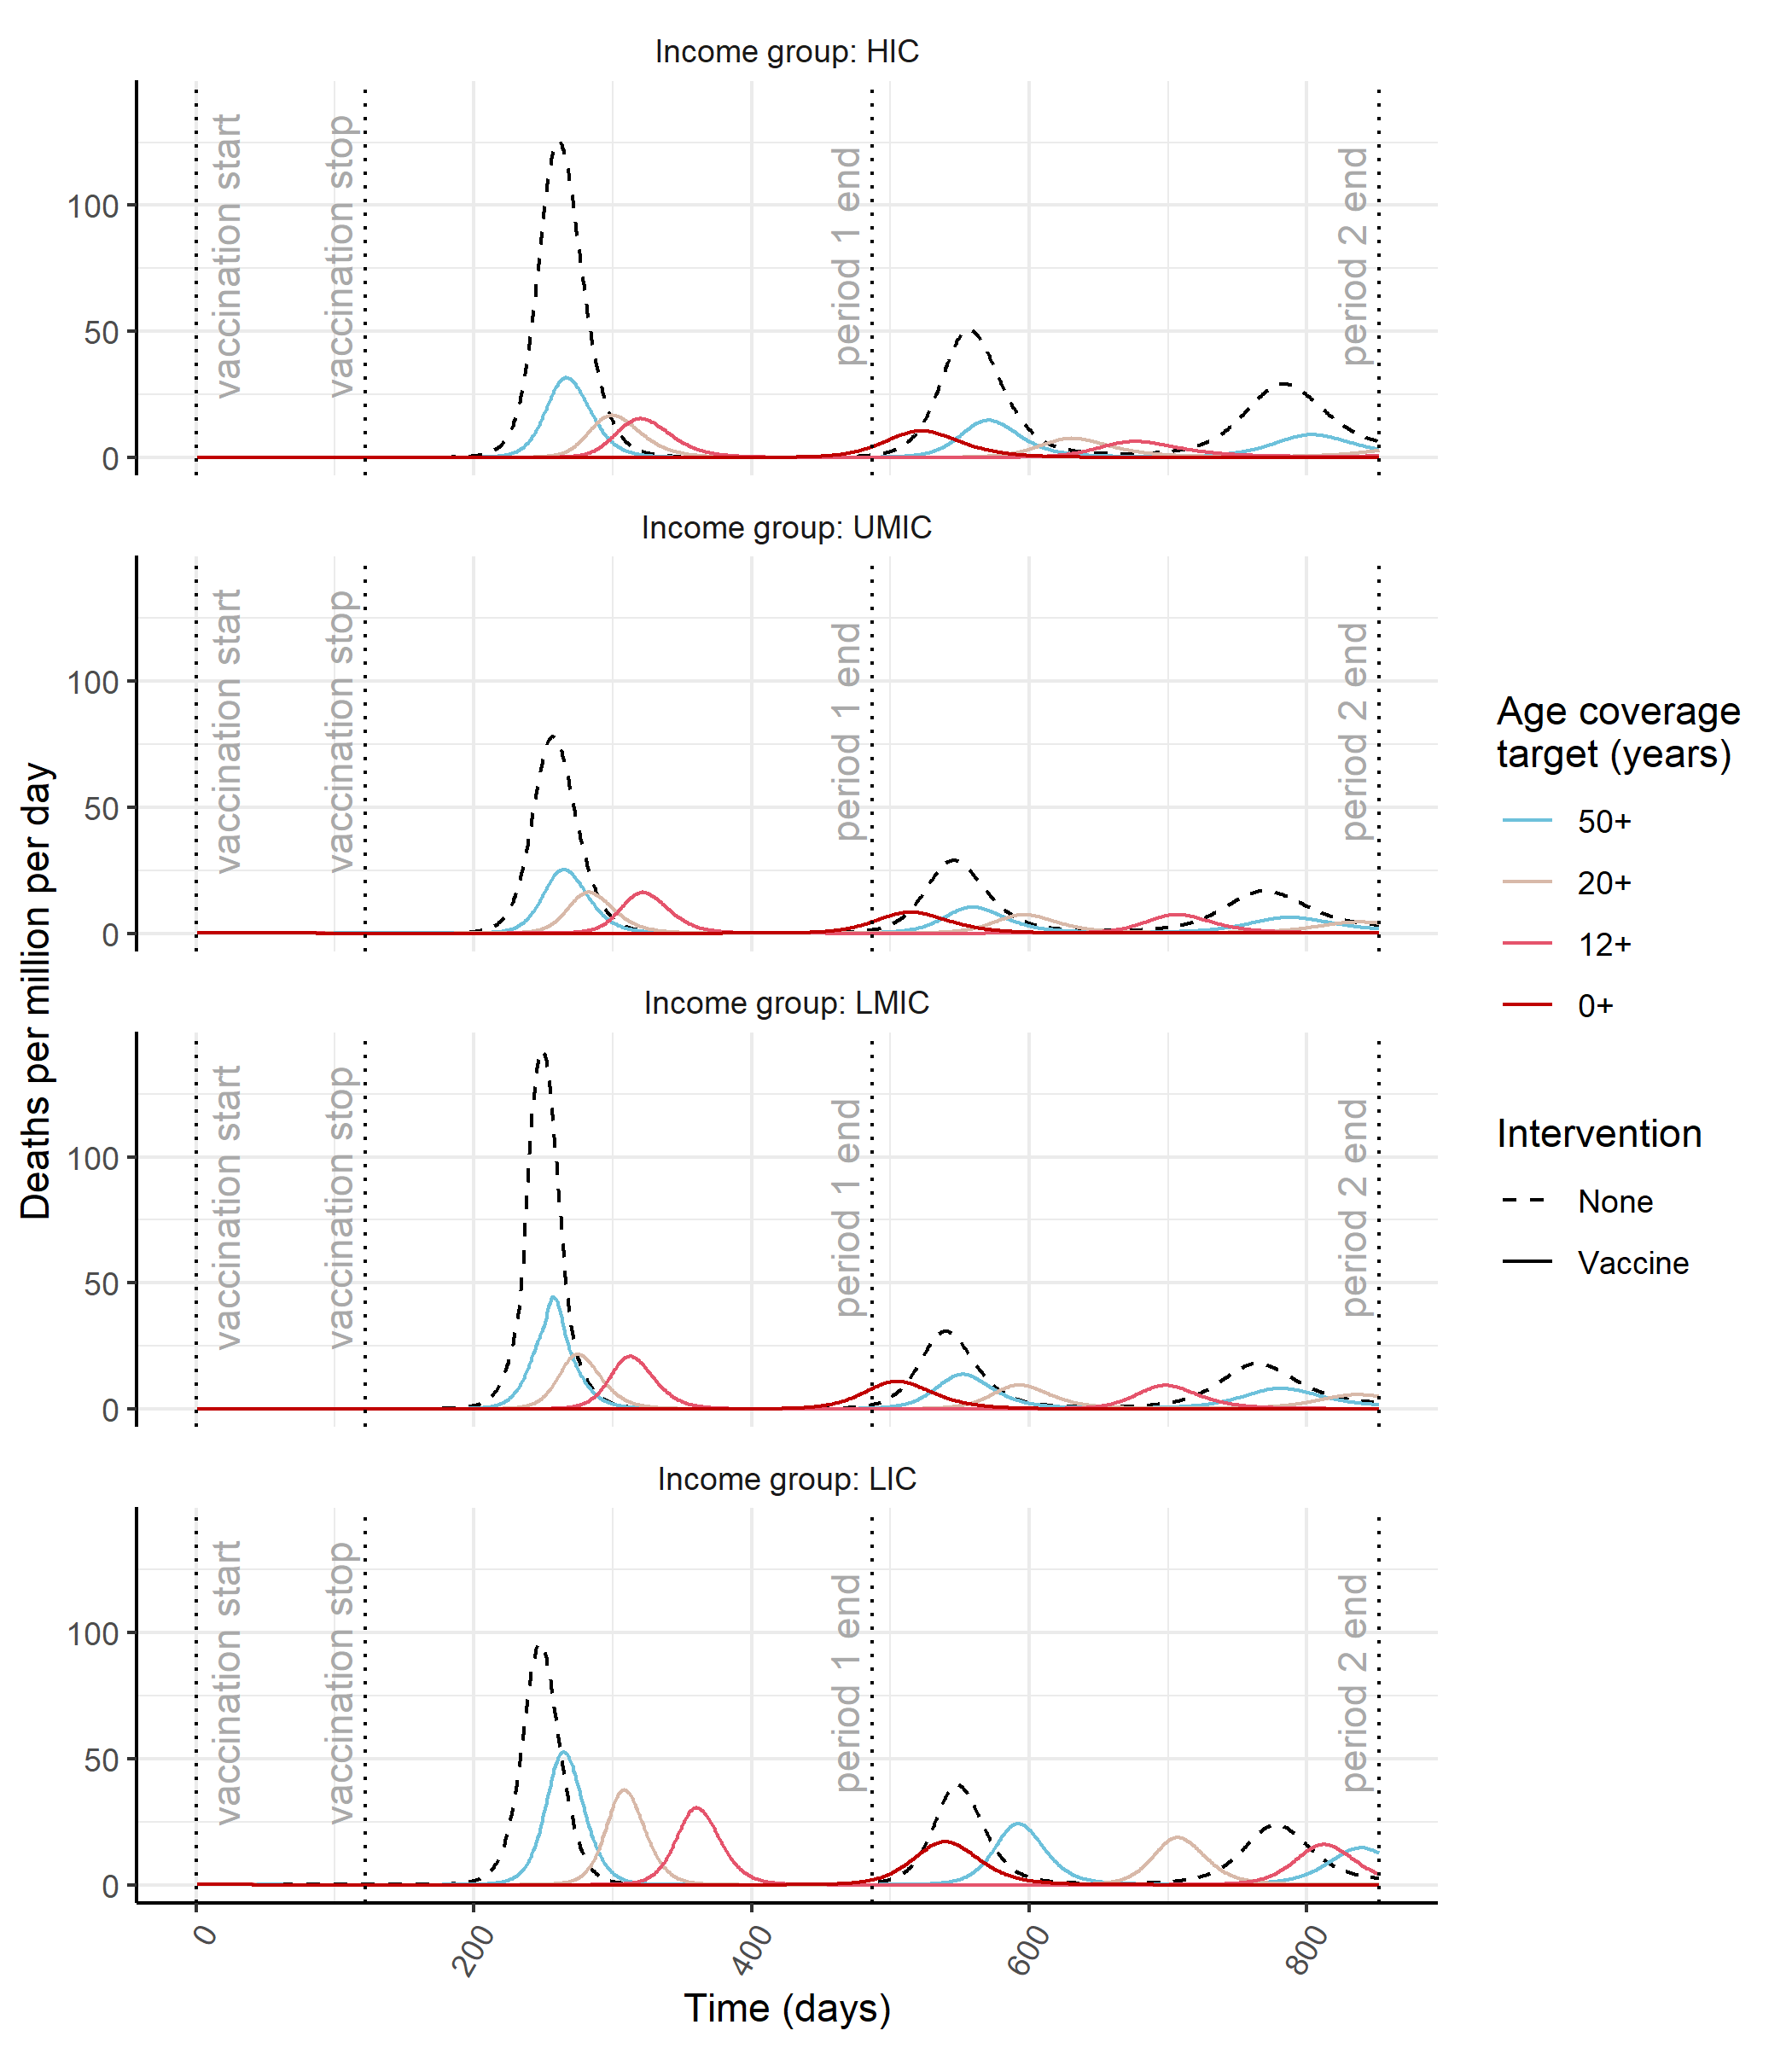 Income group: HIC
vaccination start
vaccination stop
period 1 end
period 2 end
100
50
0
Income group: UMIC
vaccination start
vaccination stop
period 1 end
period 2 end
100
50
0
Income group: LMIC
vaccination start
vaccination stop
period 1 end
period 2 end
100
50
0
Income group: LIC
vaccination start
vaccination stop
period 1 end
period 2 end
100
50
0
0
200
400
600
800
Time (days)
Deaths per million per day
Age coverage
target (years)
50+
20+
12+
0+
Intervention
None
Vaccine